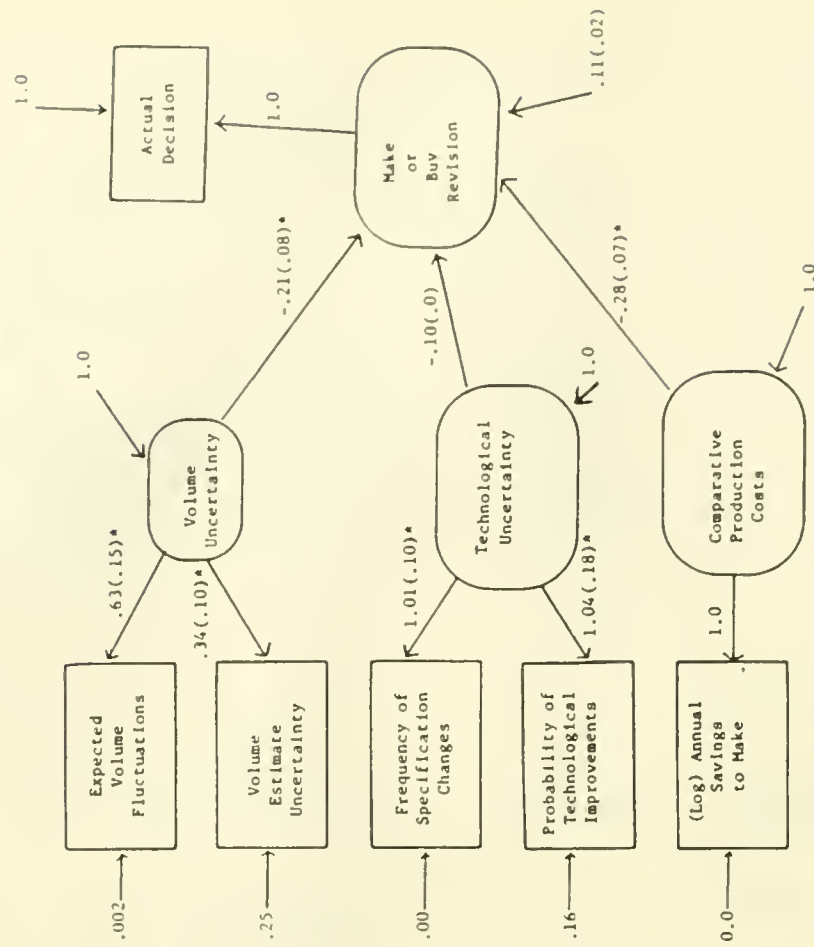 1.0
Actual
Decision
1.0
Make
or
Buy
Revision
.11(.02)
-.21(.08)*
-.10(.0)
-.28(.07)*
1.0
Volume
Uncertainty
.63(.15)*
.34(.10)*
1.0
Technological
Uncertainty
1.01(.10)*
1.04(.18)*
1.0
Comparative
Production
Costs
1.0
Expected
Volume
Fluctuations
.002
Volume
Estimate
Uncertainty
.25
Frequency of
Specification
Changes
.00
Probability of
Technological
Improvements
.16
(Log) Annual
Savings
to Make
0.0